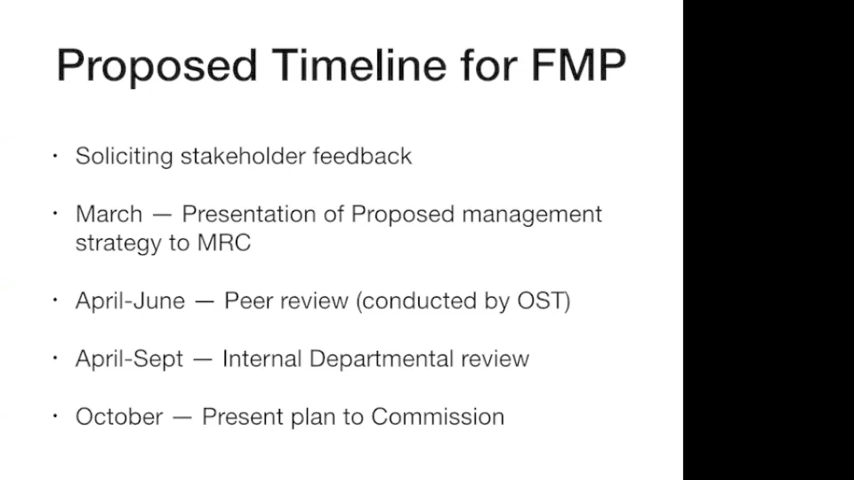 Proposed Timeline for FMP
• Soliciting stakeholder feedback
• March — Presentation of Proposed management
strategy to MRC
• April-June — Peer review (conducted by OST)
• April-Sept — Internal Departmental review
• October — Present plan to Commission